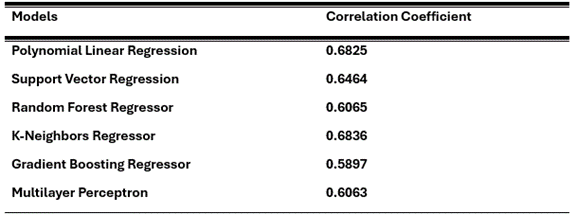 Models Correlation Coefficient
Polynomial Linear Regression 0.6825
Support Vector Regression 0.6464
Random Forest Regressor 0.6065
K-Neighbors Regressor 0.6836
Gradient Boosting Regressor 0.5897
Multilayer Perceptron 0.6063